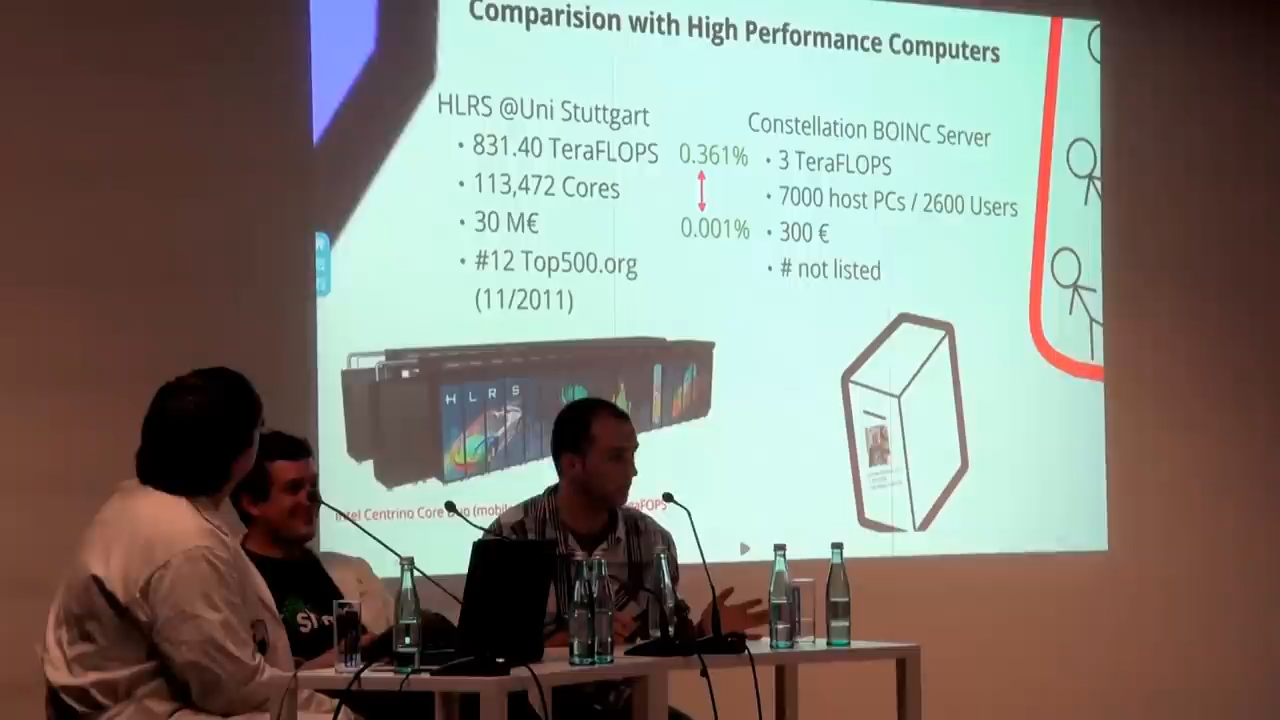 Comparision with High Performance Computers
HLRS @Uni Stuttgart
• 831.40 TeraFLOPS
• 113,472 Cores
• 30 M€
• #12 Top500.org
(11/2011)
0.361%
0.001%
Constellation BOINC Server
• 3 TeraFLOPS
• 7000 host PCs / 2600 Users
• 300 €
• # not listed
H L R S
Intel Centrino Core Duo (mobile